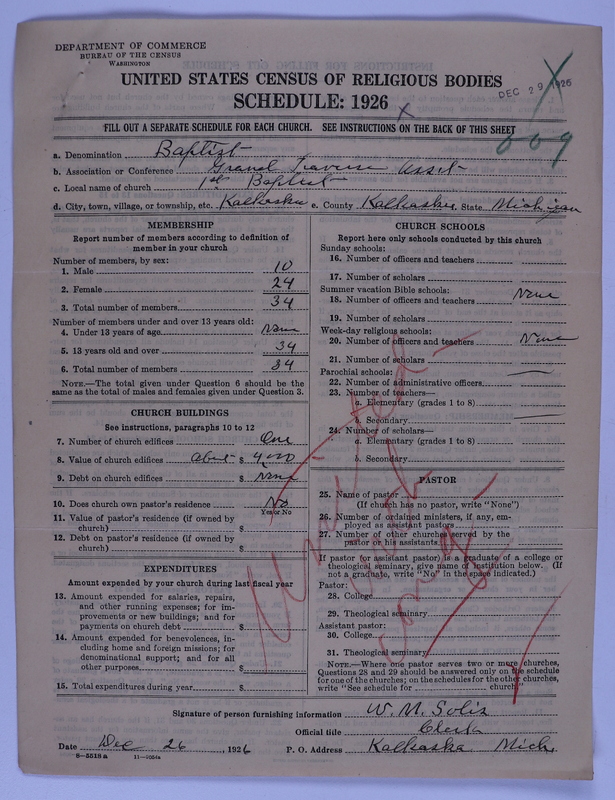 DEPARTMENT OF COMMERCE
BUREAU OF THE CENSUS
WASHINGTON
UNITED STATES CENSUS OF RELIGIOUS BODIES
DEC 29 1926
SCHEDULE: 1926
FILL OUT A SEPARATE SCHEDULE FOR EACH CHURCH. SEE INSTRUCTIONS ON THE BACK OF THIS SHEET
609
a. Denomination Baptist
b. Association or Conference Grand Traverse Ass't
c. Local name of church 1st Baptist
d. City, town, village, or township, etc. Kalkaska e. County Kalkaska State Michigan
MEMBERSHIP
Report number of members according to definition of
member in your church
Number of members, by sex:
1. Male 10
2. Female 24
3. Total number of members 34
Number of members under and over 13 years old:
4. Under 13 years of age None
5. 13 years old and over 34
6. Total number of members 34
NOTE.—The total given under Question 6 should be the
same as the total of males and females given under Question 3.
CHURCH BUILDINGS
See instructions, paragraphs 10 to 12
7. Number of church edifices One
8. Value of church edifices about $ 4000
9. Debt on church edifices $ None
10. Does church own pastor's residence No
Yes or No
11. Value of pastor's residence (if owned by
church) $
12. Debt on pastor's residence (if owned by
church) $
EXPENDITURES
Amount expended by your church during last fiscal year
13. Amount expended for salaries, repairs,
and other running expenses; for im-
provements or new buildings; and for
payments on church debt $
14. Amount expended for benevolences, in-
cluding home and foreign missions; for
denominational support; and for all
other purposes $
15. Total expenditures during year $
CHURCH SCHOOLS
Report here only schools conducted by this church
Sunday schools:
16. Number of officers and teachers
17. Number of scholars
Summer vacation Bible schools:
18. Number of officers and teachers None
19. Number of scholars
Week-day religious schools:
20. Number of officers and teachers None
21. Number of scholars
Parochial schools:
22. Number of administrative officers
23. Number of teachers—
a. Elementary (grades 1 to 8)
b. Secondary
24. Number of scholars—
a. Elementary (grades 1 to 8)
b. Secondary
PASTOR
25. Name of pastor
(If church has no pastor, write "None")
26. Number of ordained ministers, if any, em-
ployed as assistant pastors
27. Number of other churches served by the
pastor or his assistants
If pastor (or assistant pastor) is a graduate of a college or
theological seminary, give name of institution below. (If
not a graduate, write "No" in the space indicated.)
Pastor:
28. College
29. Theological seminary
Assistant pastor:
30. College
31. Theological seminary
NOTE.—Where one pastor serves two or more churches,
Questions 28 and 29 should be answered only on the schedule
for one of the churches; on the schedules for the other churches,
write "See schedule for church"
United
Cong
Signature of person furnishing information W. M. Solis
Official title Clerk
Date Dec 26, 1926 P. O. Address Kalkaska Mich.
8—5518a 11—9054a